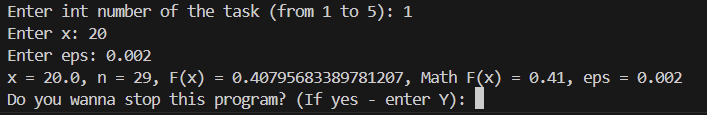 Enter int number of the task (from 1 to 5): 1
Enter x: 20
Enter eps: 0.002
x = 20.0, n = 29, F(x) = 0.40795683389781207, Math F(x) = 0.41, eps = 0.002
Do you wanna stop this program? (If yes - enter Y):